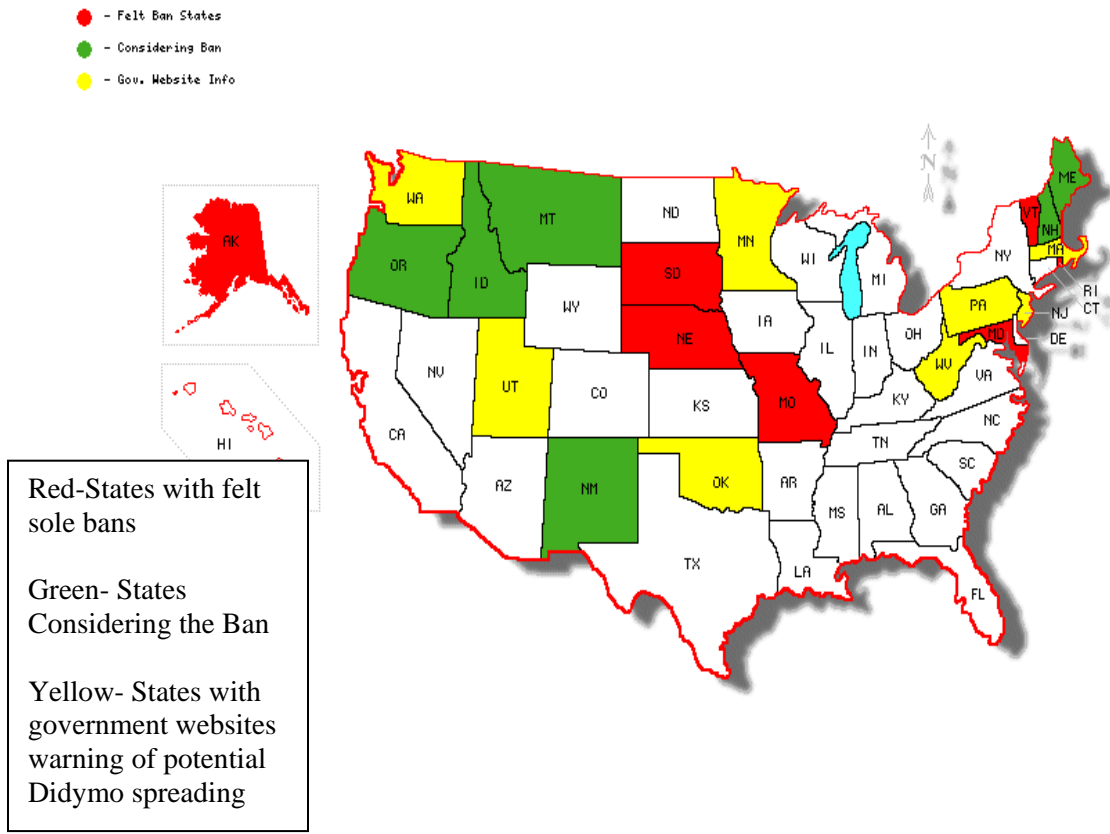 - Felt Ban States
- Considering Ban
- Gov. Website Info
N
WA
MT
ND
MN
ME
VT
NH
MA
NY
AK
OR
ID
SD
WI
MI
RI
CT
WY
IA
PA
NJ
NE
OH
MD
DE
IL
IN
NV
UT
CO
WV
VA
KS
MO
KY
CA
NC
HI
TN
SC
AZ
NM
OK
AR
MS
AL
GA
TX
LA
FL
Red-States with felt
sole bans
Green- States
Considering the Ban
Yellow- States with
government websites
warning of potential
Didymo spreading